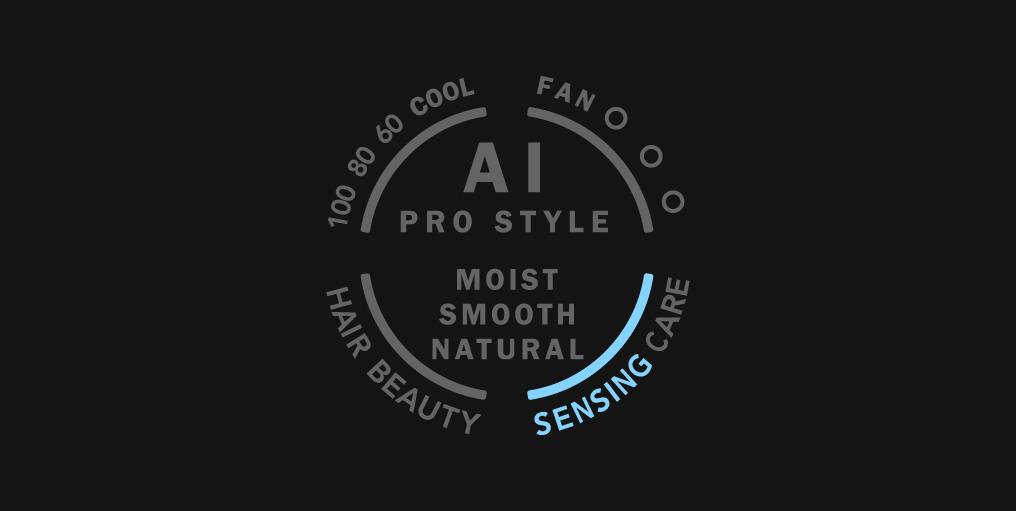 100 80 60 COOL
FAN
AI
PRO STYLE
MOIST
SMOOTH
NATURAL
HAIR BEAUTY
SENSING CARE